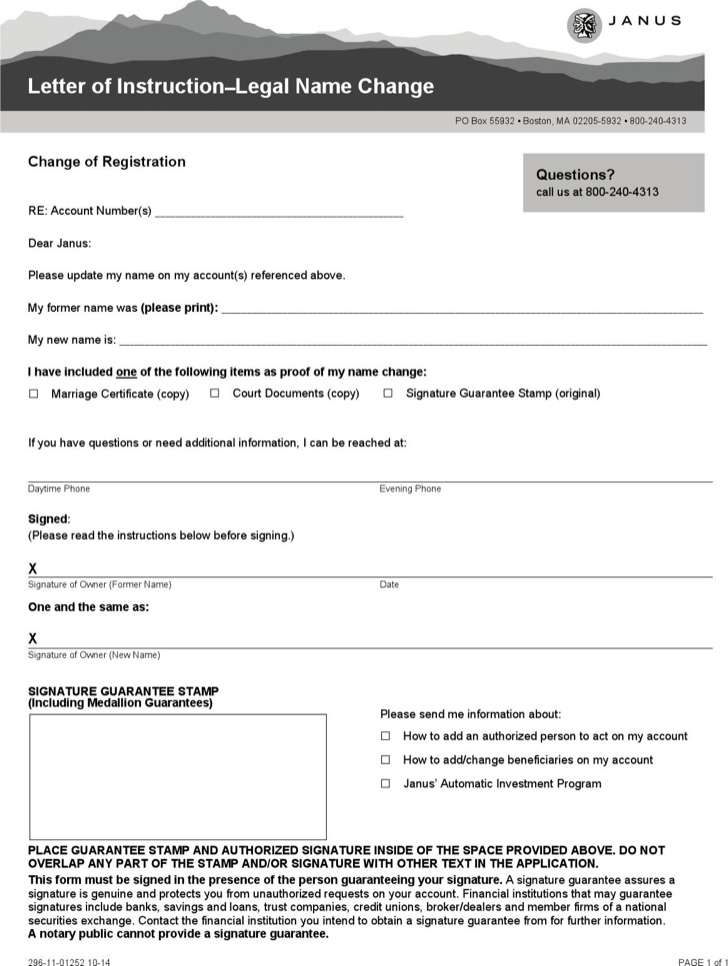 JANUS
Letter of Instruction–Legal Name Change
PO Box 55932 • Boston, MA 02205-5932 • 800-240-4313
Change of Registration
Questions?
call us at 800-240-4313
RE: Account Number(s) ________________________________________
Dear Janus:
Please update my name on my account(s) referenced above.
My former name was (please print): ________________________________________
My new name is: ________________________________________
I have included one of the following items as proof of my name change:
☐ Marriage Certificate (copy) ☐ Court Documents (copy) ☐ Signature Guarantee Stamp (original)
If you have questions or need additional information, I can be reached at:
Daytime Phone Evening Phone
Signed:
(Please read the instructions below before signing.)
X
Signature of Owner (Former Name) Date
One and the same as:
X
Signature of Owner (New Name)
SIGNATURE GUARANTEE STAMP
(Including Medallion Guarantees)
Please send me information about:
☐ How to add an authorized person to act on my account
☐ How to add/change beneficiaries on my account
☐ Janus’ Automatic Investment Program
PLACE GUARANTEE STAMP AND AUTHORIZED SIGNATURE INSIDE OF THE SPACE PROVIDED ABOVE. DO NOT
OVERLAP ANY PART OF THE STAMP AND/OR SIGNATURE WITH OTHER TEXT IN THE APPLICATION.
This form must be signed in the presence of the person guaranteeing your signature. A signature guarantee assures a
signature is genuine and protects you from unauthorized requests on your account. Financial institutions that may guarantee
signatures include banks, savings and loans, trust companies, credit unions, broker/dealers and member firms of a national
securities exchange. Contact the financial institution you intend to obtain a signature guarantee from for further information.
A notary public cannot provide a signature guarantee.
296-11-01252 10-14
PAGE 1 of 1